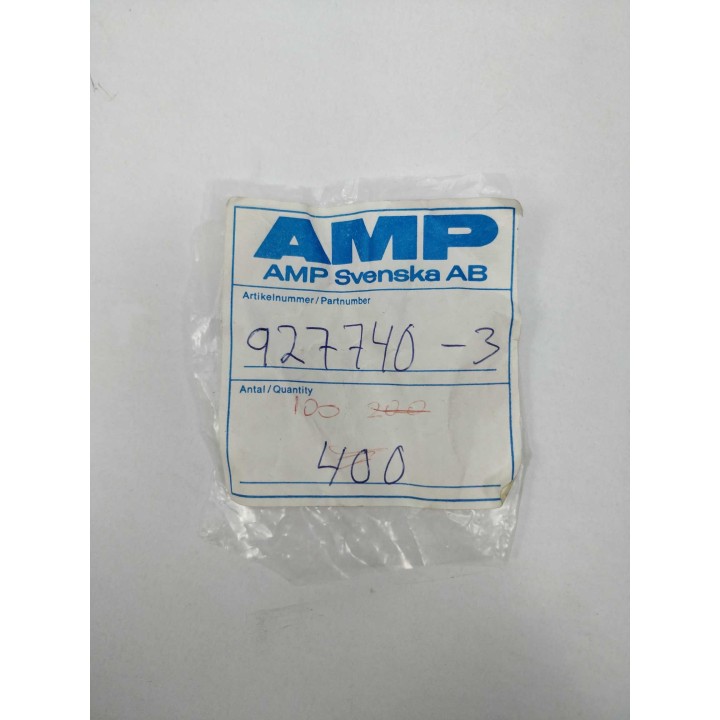 AMP
AMP Svenska AB
Artikelnummer/Partnumber
927740-3
Antal/Quantity
100 200
400